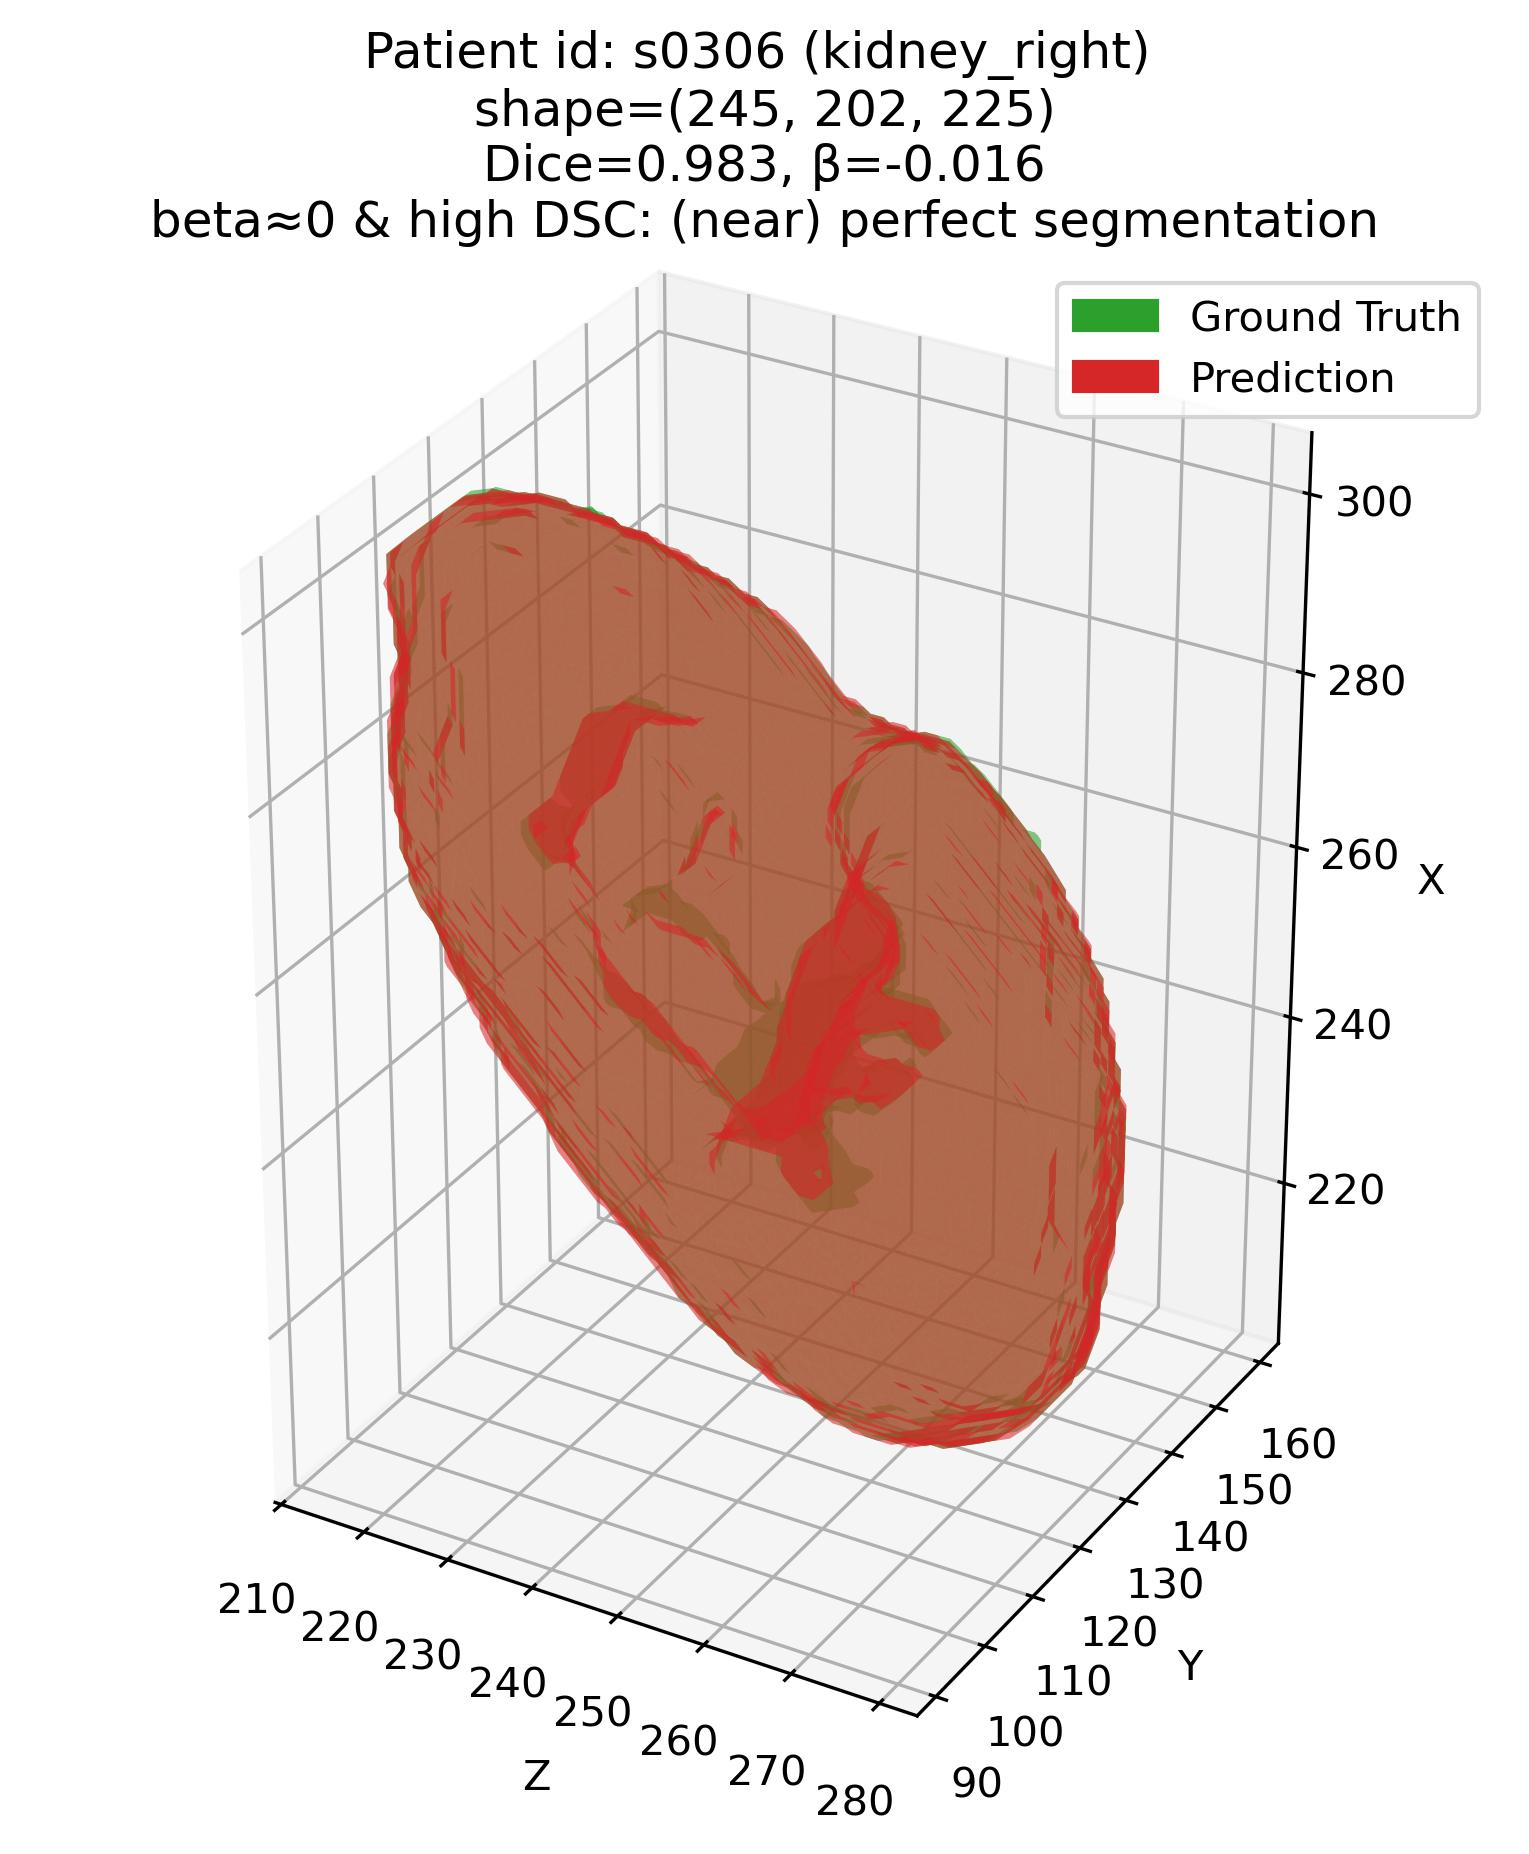 Patient id: s0306 (kidney_right)
shape=(245, 202, 225)
Dice=0.983, β=-0.016
beta≈0 & high DSC: (near) perfect segmentation
Ground Truth
Prediction
300
280
260
X
240
220
160
150
140
130
120
Y
110
100
90
210
220
230
240
250
260
270
280
Z